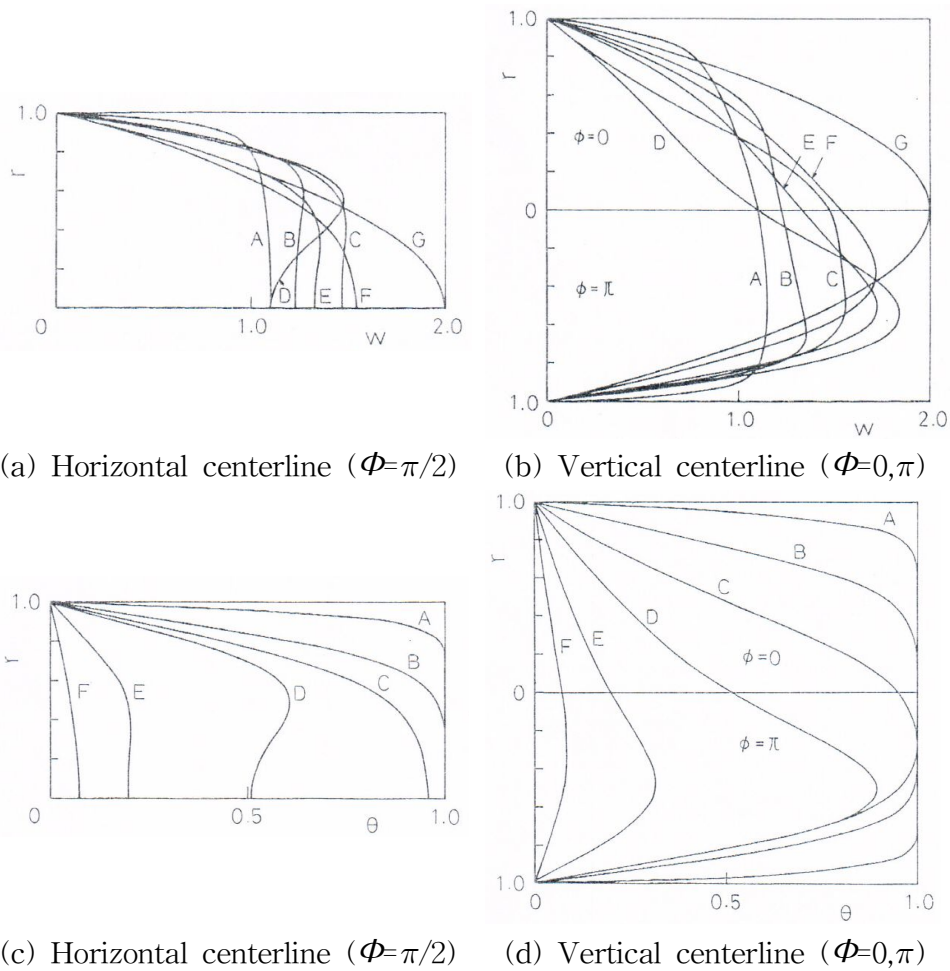 1.0
r
A B C G
D E F
0 1.0 2.0
W
(a) Horizontal centerline (Φ=π/2)
1.0
r
ϕ=0
D
E F
G
0
ϕ=π
A B C
1.0
0 1.0 2.0
W
(b) Vertical centerline (Φ=0,π)
1.0
r
A
B
C
F E D
0 0.5 1.0
θ
(c) Horizontal centerline (Φ=π/2)
1.0
r
A
B
C
D
E
F
ϕ=0
0
ϕ=π
1.0
0 0.5 1.0
θ
(d) Vertical centerline (Φ=0,π)